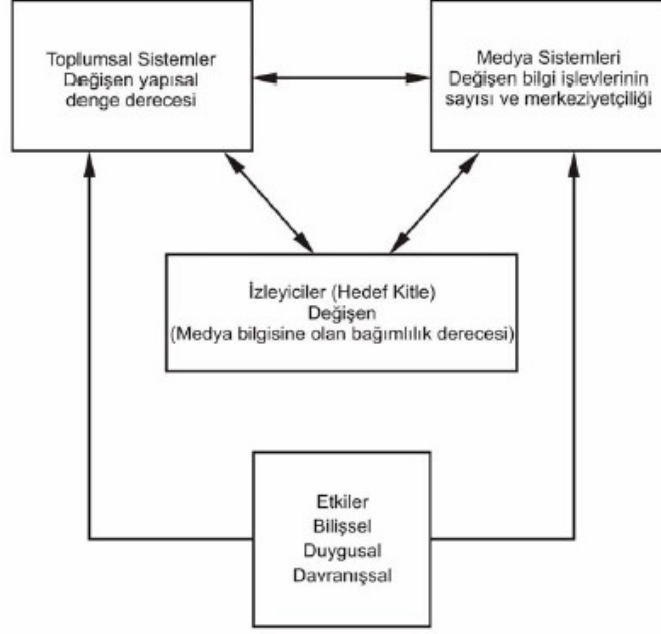 Toplumsal Sistemler
Değişen yapısal
denge derecesi
Medya Sistemleri
Değişen bilgi işlevlerinin
sayısı ve merkeziyetçiliği
İzleyiciler (Hedef Kitle)
Değişen
(Medya bilgisine olan bağımlılık derecesi)
Etkiler
Bilişsel
Duygusal
Davranışsal